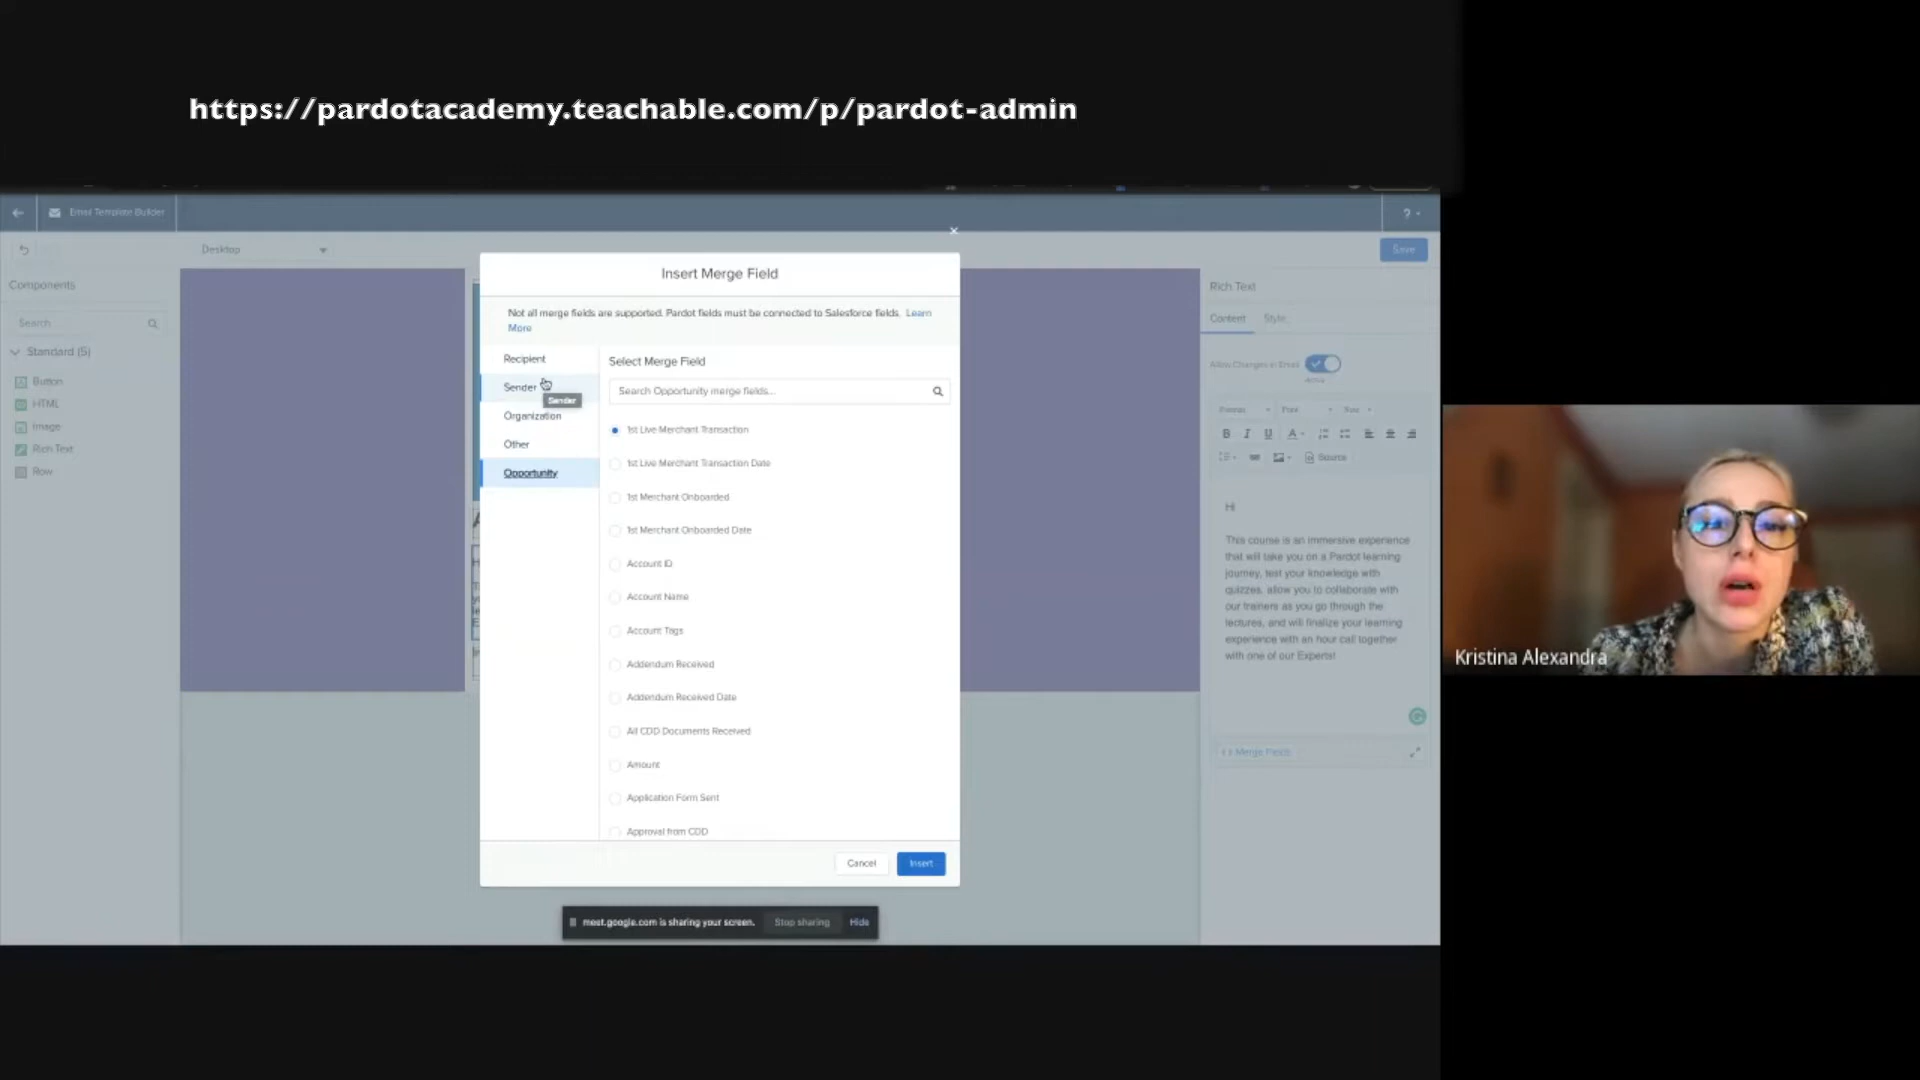 https://pardotacademy.teachable.com/p/pardot-admin
Email Template Builder
?
Desktop
Save
Components
Search
Standard (5)
Button
HTML
Image
Rich Text
Row
Insert Merge Field
Not all merge fields are supported. Pardot fields must be connected to Salesforce fields. Learn
More
Recipient
Sender
Sender
Organization
Other
Opportunity
Select Merge Field
Search Opportunity merge fields...
1st Live Merchant Transaction
1st Live Merchant Transaction Date
1st Merchant Onboarded
1st Merchant Onboarded Date
Account ID
Account Name
Account Tags
Addendum Received
Addendum Received Date
All CDD Documents Received
Amount
Application Form Sent
Approval from CDD
Cancel
Insert
Rich Text
Content Style
Allow Changes in Email
Active
Format Font Size
B I U A
Source
Hi
This course is an immersive experience
that will take you on a Pardot learning
journey, test your knowledge with
quizzes, allow you to collaborate with
our trainers as you go through the
lectures, and will finalize your learning
experience with an hour call together
with one of our Experts!
Merge Fields
meet.google.com is sharing your screen. Stop sharing Hide
Kristina Alexandra